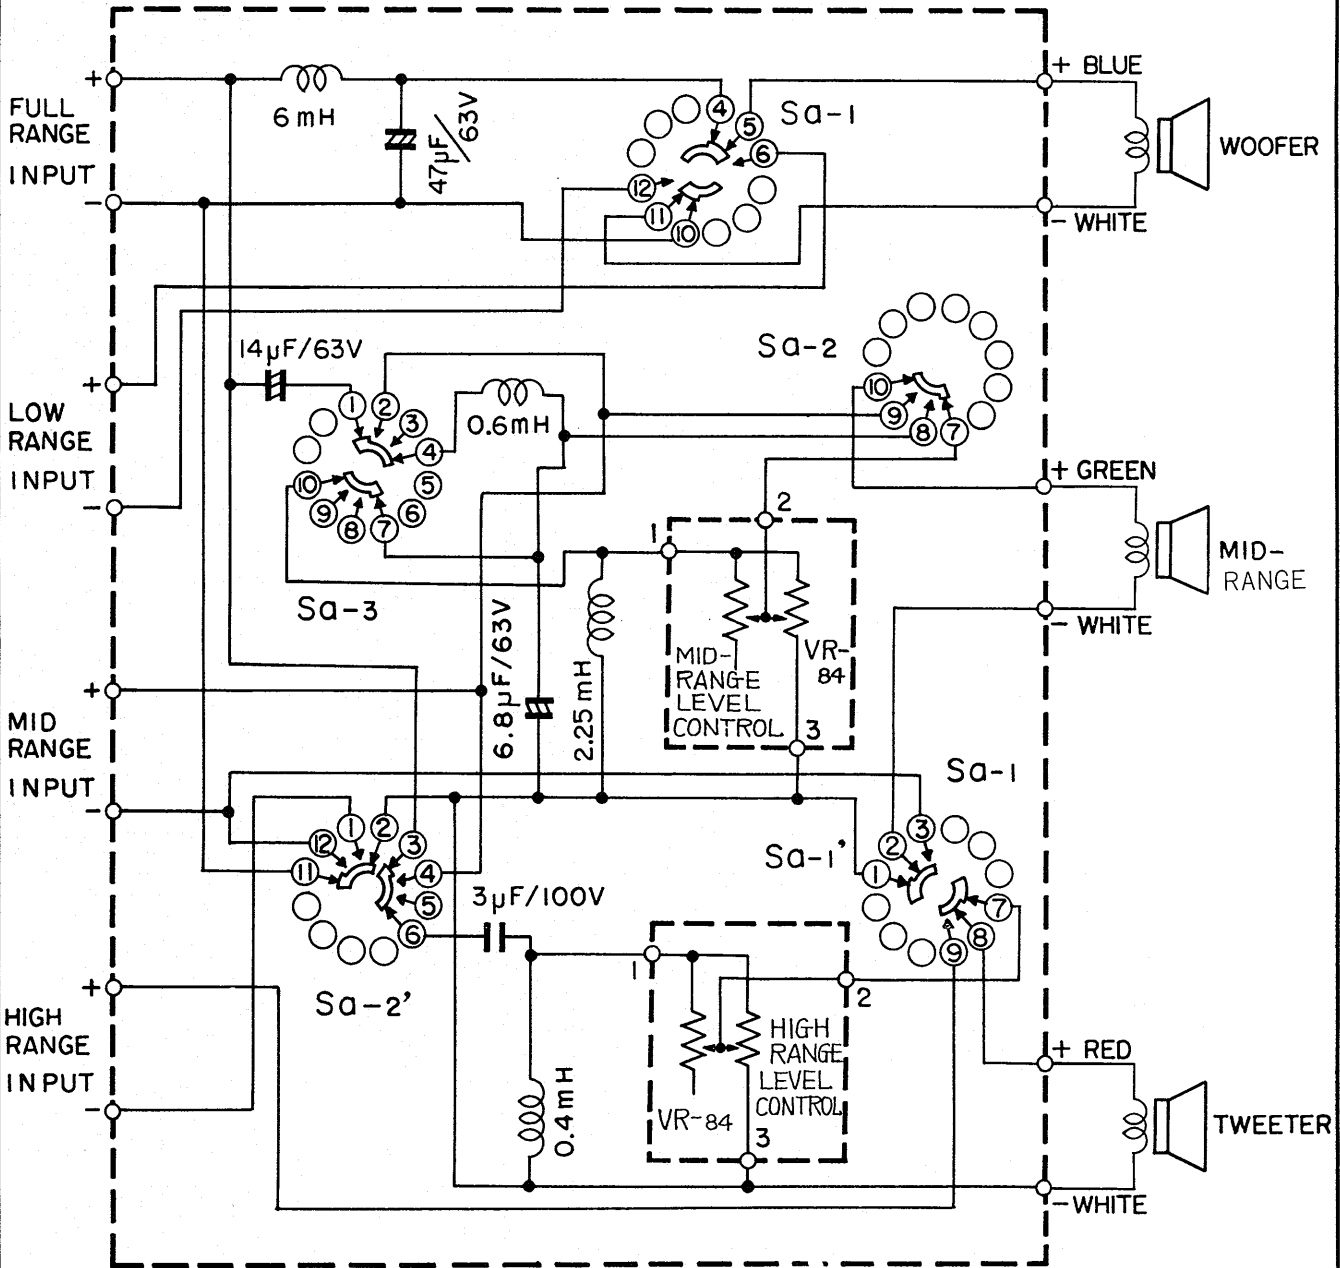 +
FULL
RANGE
INPUT
-
6mH
47µF/63V
4
5
6
12
11
10
Sa-1
+ BLUE
WOOFER
- WHITE
+
LOW
RANGE
INPUT
-
14µF/63V
1
2
3
4
5
6
7
8
9
10
Sa-3
0.6mH
Sa-2
10
9
8
7
+ GREEN
MID-
RANGE
- WHITE
1
2
3
MID-
RANGE
LEVEL
CONTROL
VR-
84
6.8µF/63V
2.25mH
+
MID
RANGE
INPUT
-
1
2
3
4
5
6
12
11
Sa-2'
3µF/100V
Sa-1
Sa-1'
3
2
1
7
8
9
+
HIGH
RANGE
INPUT
-
0.4mH
1
2
3
HIGH
RANGE
LEVEL
CONTROL
VR-84
+ RED
TWEETER
- WHITE